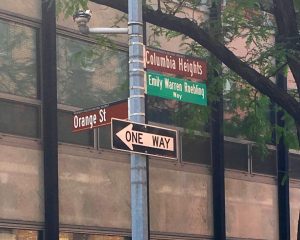 Columbia Heights
Emily Warren Roebling
Way
Orange St
ONE WAY